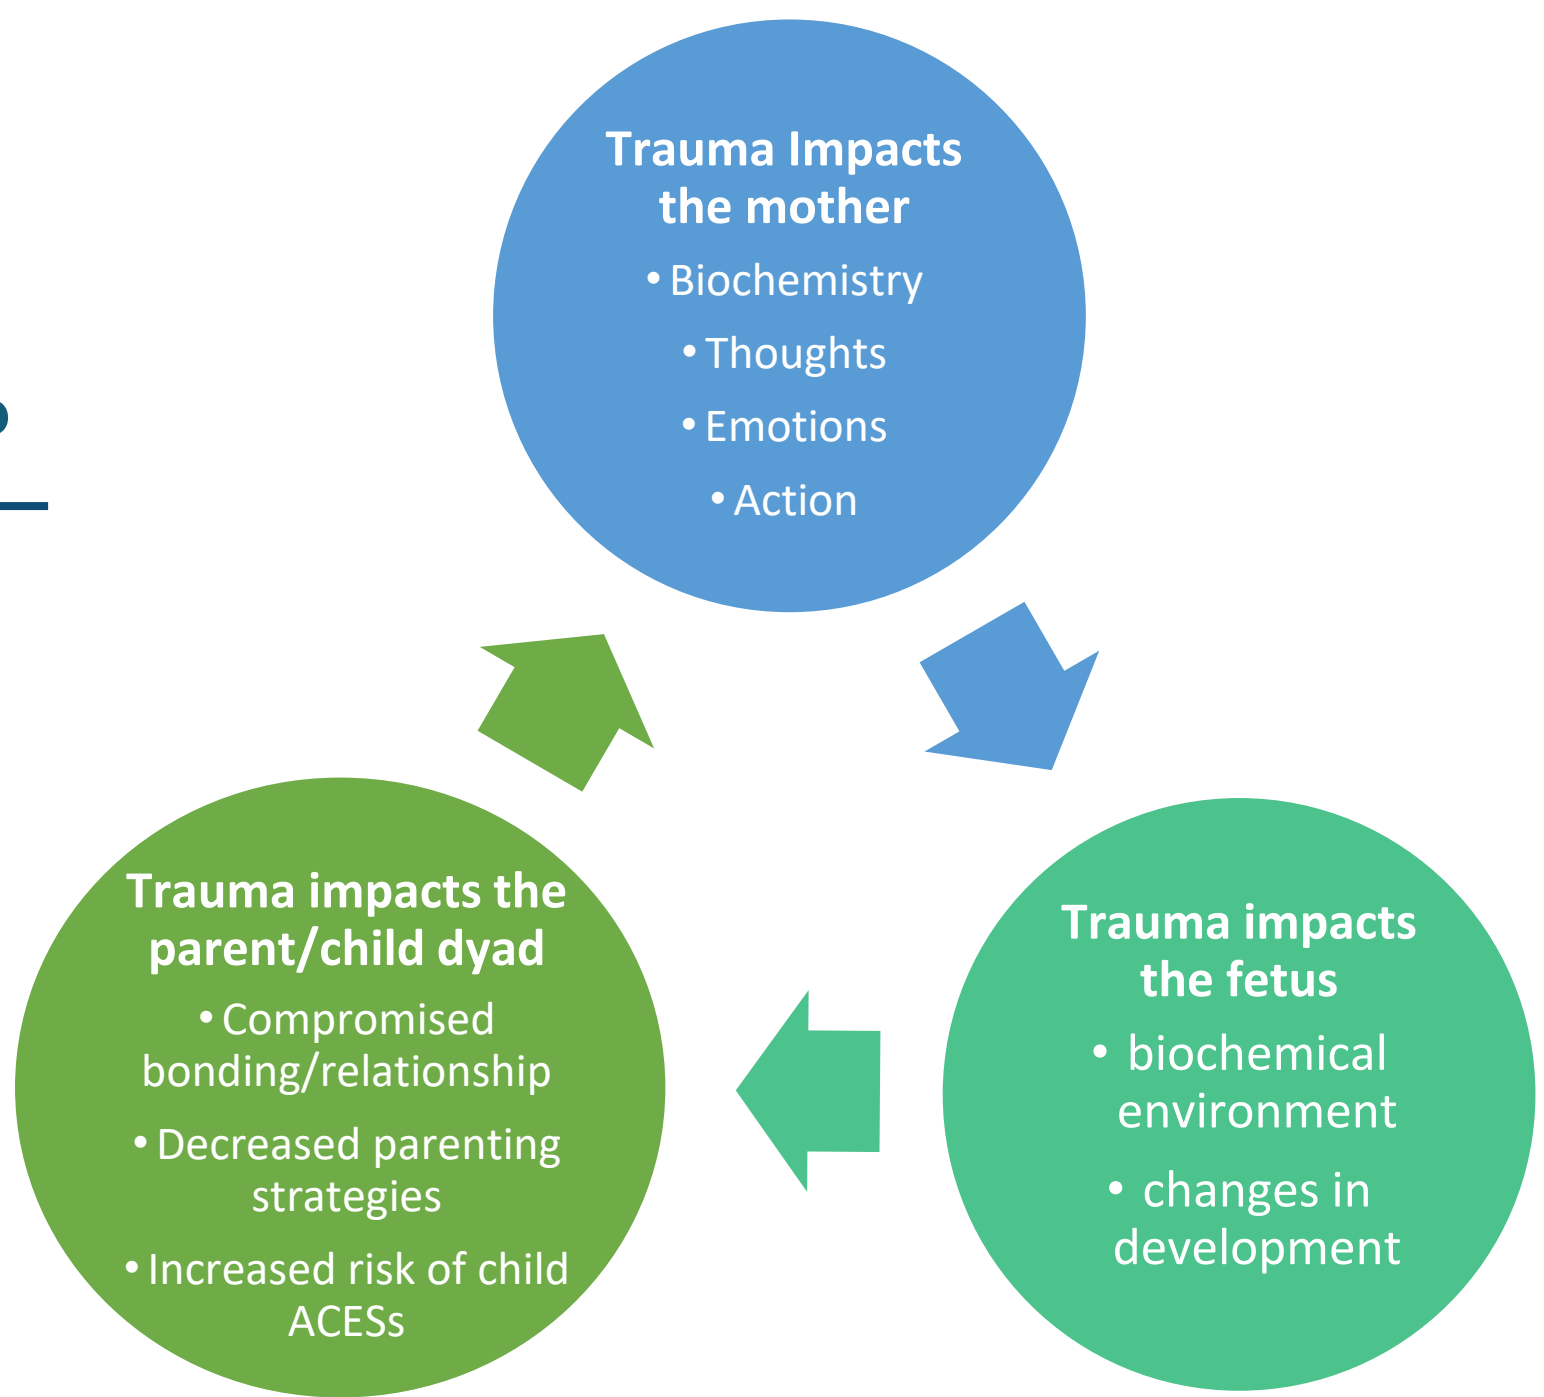 Trauma Impacts
the mother
• Biochemistry
• Thoughts
• Emotions
• Action
Trauma impacts
the fetus
• biochemical
environment
• changes in
development
Trauma impacts the
parent/child dyad
• Compromised
bonding/relationship
• Decreased parenting
strategies
• Increased risk of child
ACESs